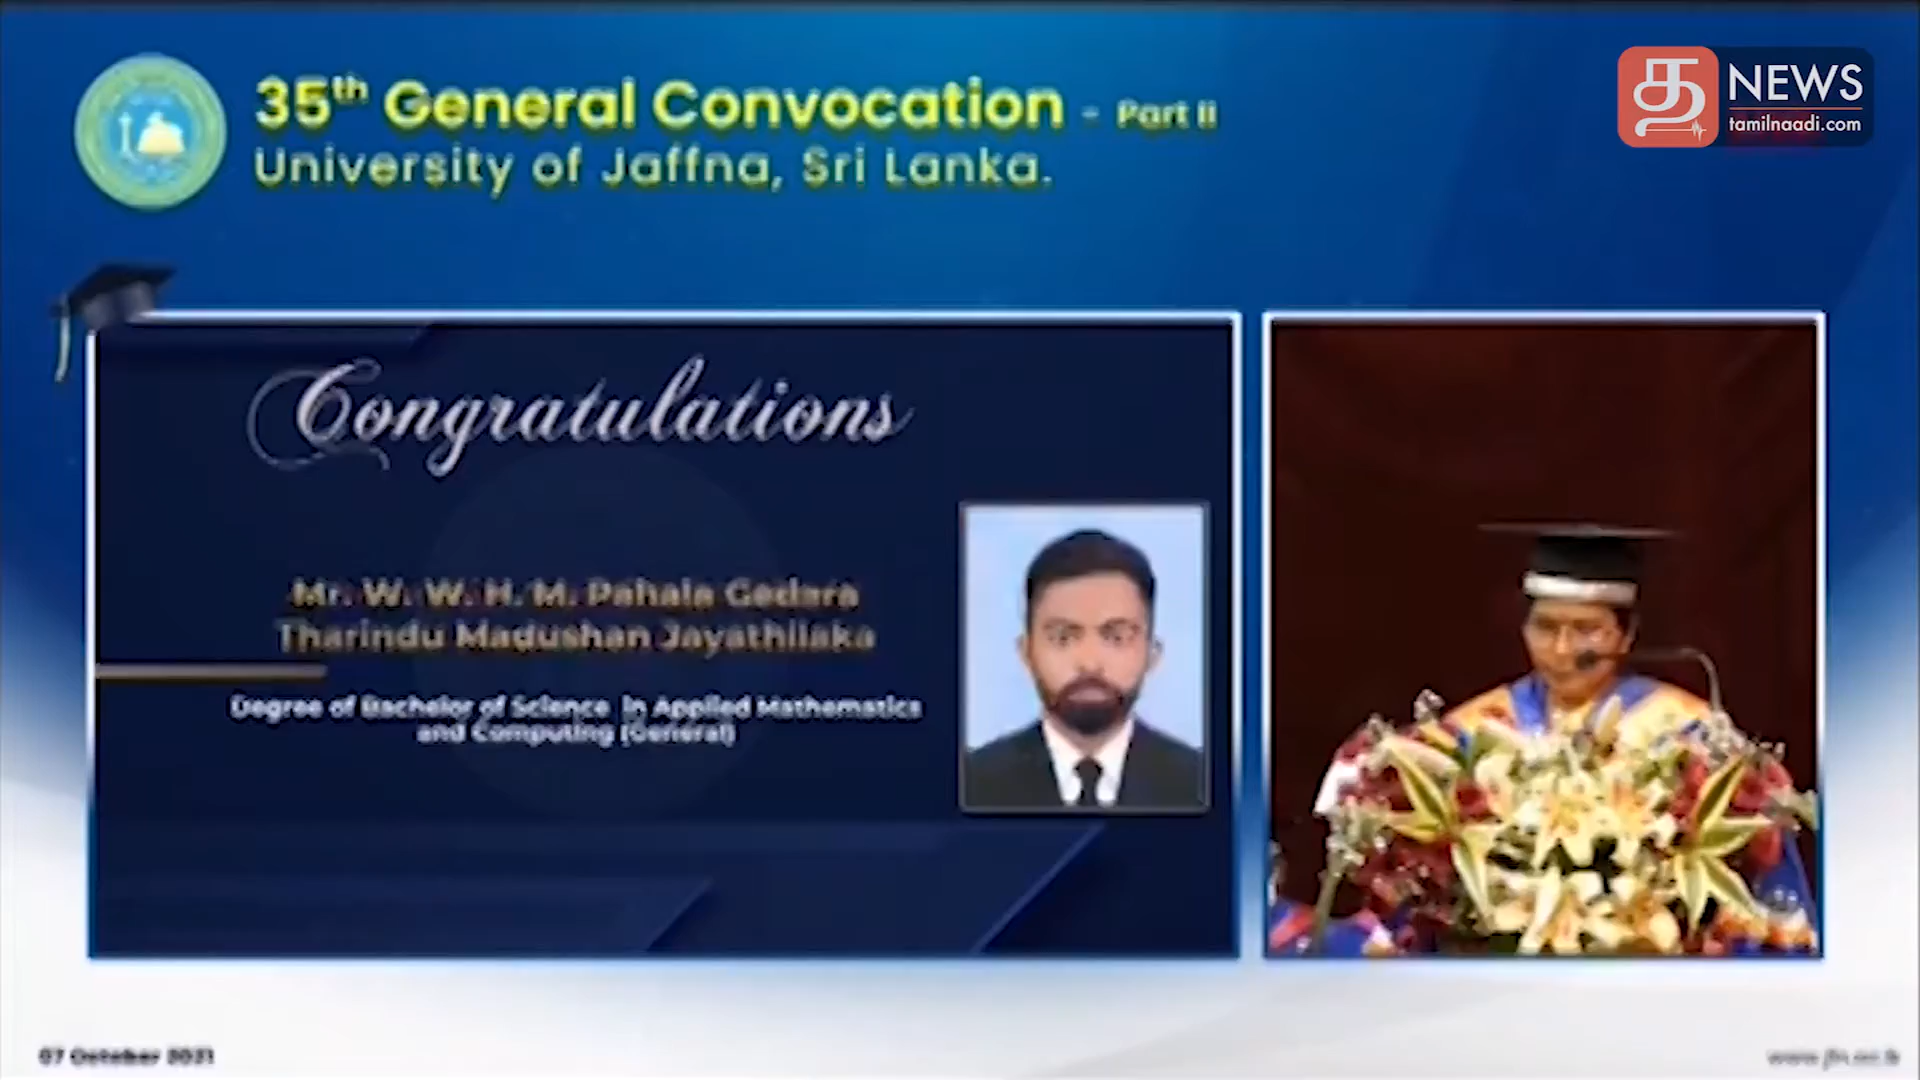 35th General Convocation - Part II
University of Jaffna, Sri Lanka.
த NEWS
tamilnaadi.com
Congratulations
Mr. W. W. H. M. Pahala Gedara
Tharindu Madushan Jayathilaka
Degree of Bachelor of Science in Applied Mathematics
and Computing (General)
07 October 2021